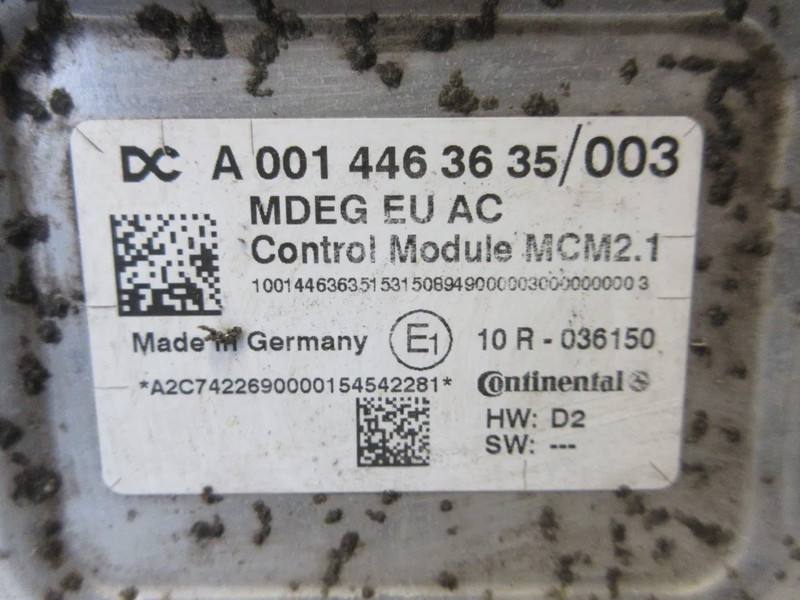 DC A 001 446 36 35/003
MDEG EU AC
Control Module MCM2.1
Made in Germany E1 10 R - 036150
*A2C7422690000154542281* Continental
HW: D2
SW: ---